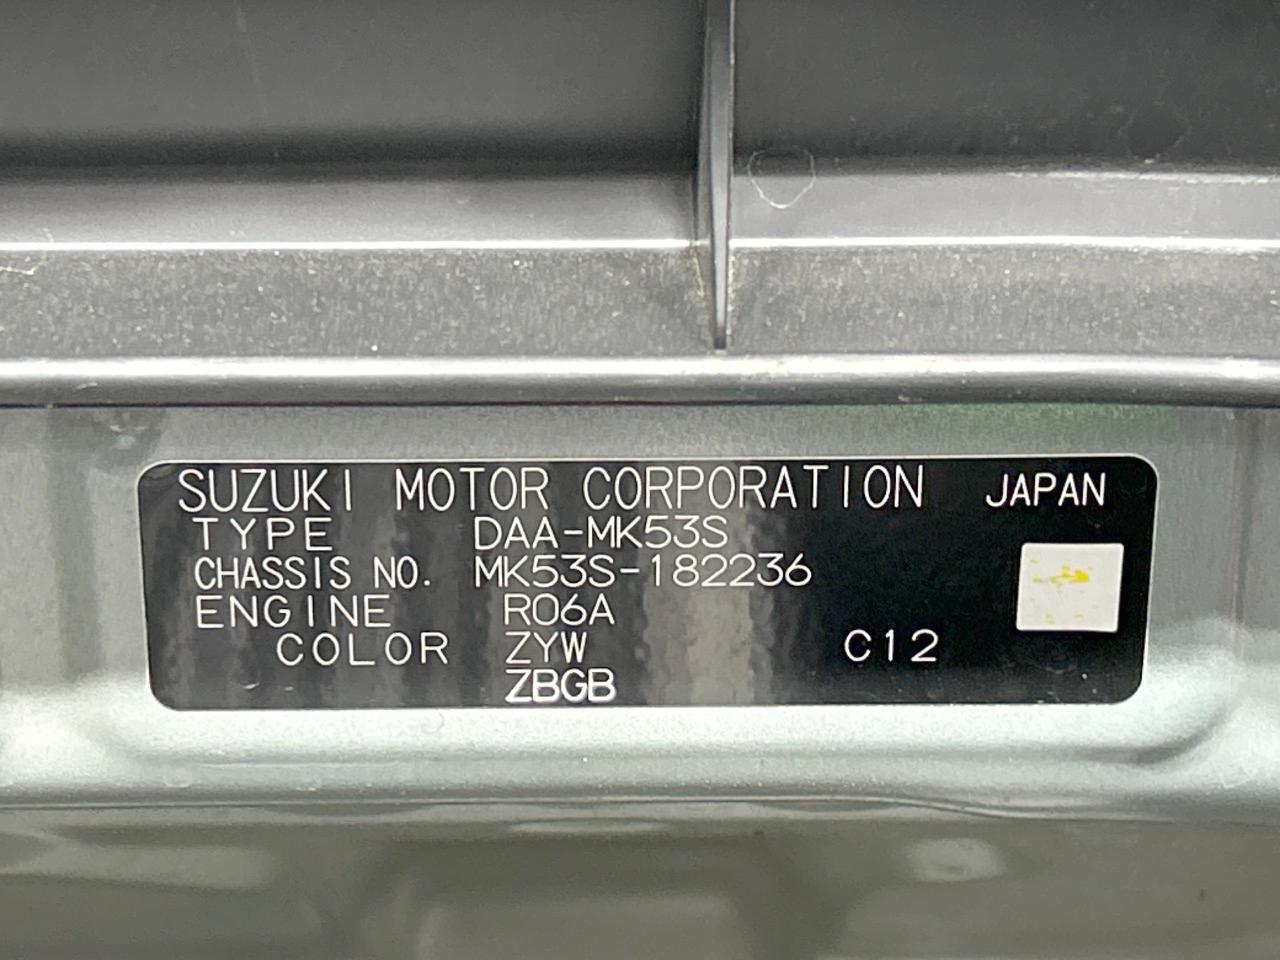 SUZUKI MOTOR CORPORATION JAPAN
TYPE DAA-MK53S
CHASSIS NO. MK53S-182236
ENGINE R06A
COLOR ZYW C12
ZBGB